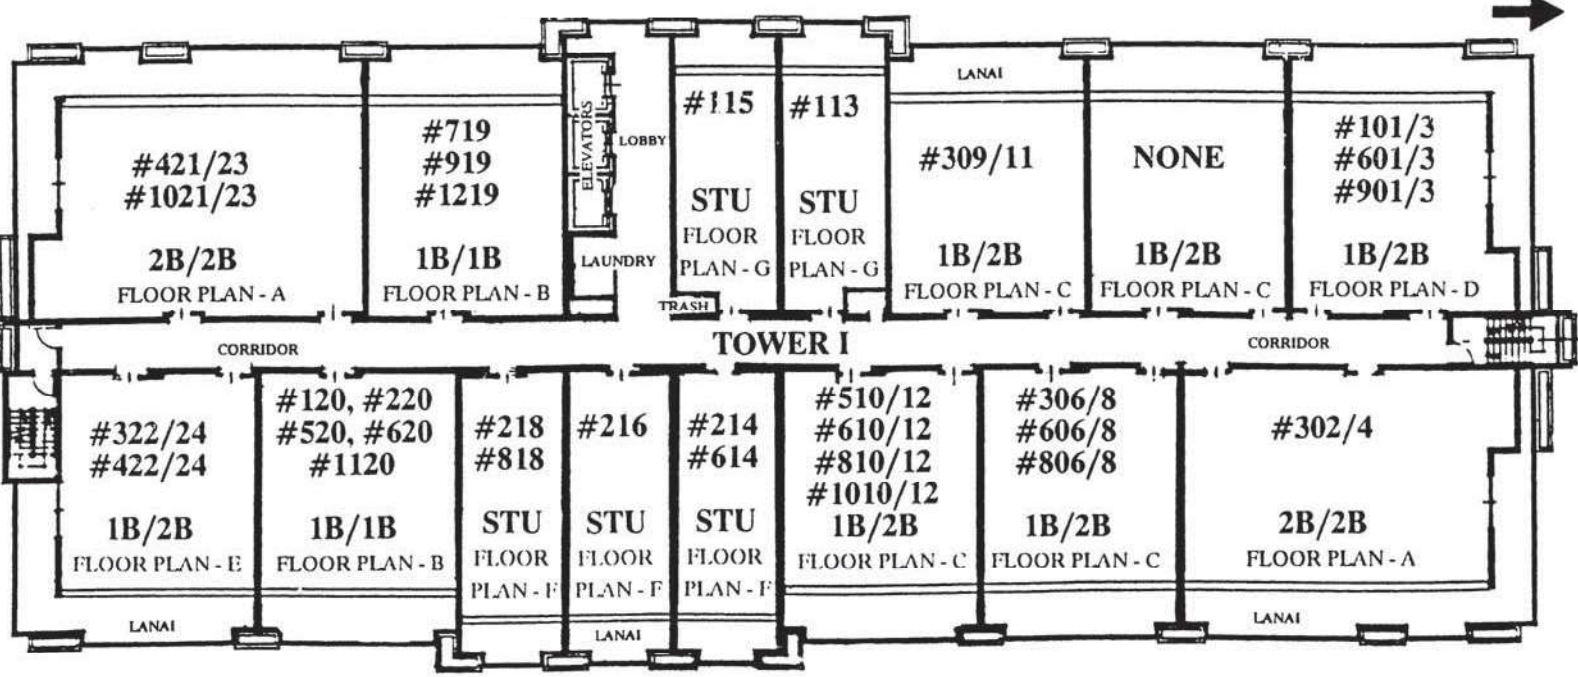 #421/23
#1021/23
2B/2B
FLOOR PLAN - A
#719
#919
#1219
1B/1B
FLOOR PLAN - B
ELEVATORS
LOBBY
LAUNDRY
TRASH
#115
STU
FLOOR
PLAN - G
#113
STU
FLOOR
PLAN - G
LANAI
#309/11
1B/2B
FLOOR PLAN - C
NONE
1B/2B
FLOOR PLAN - C
#101/3
#601/3
#901/3
1B/2B
FLOOR PLAN - D
CORRIDOR
TOWER I
CORRIDOR
#322/24
#422/24
1B/2B
FLOOR PLAN - E
LANAI
#120, #220
#520, #620
#1120
1B/1B
FLOOR PLAN - B
#218
#818
STU
FLOOR
PLAN - F
#216
STU
FLOOR
PLAN - F
LANAI
#214
#614
STU
FLOOR
PLAN - F
#510/12
#610/12
#810/12
#1010/12
1B/2B
FLOOR PLAN - C
#306/8
#606/8
#806/8
1B/2B
FLOOR PLAN - C
#302/4
2B/2B
FLOOR PLAN - A
LANAI